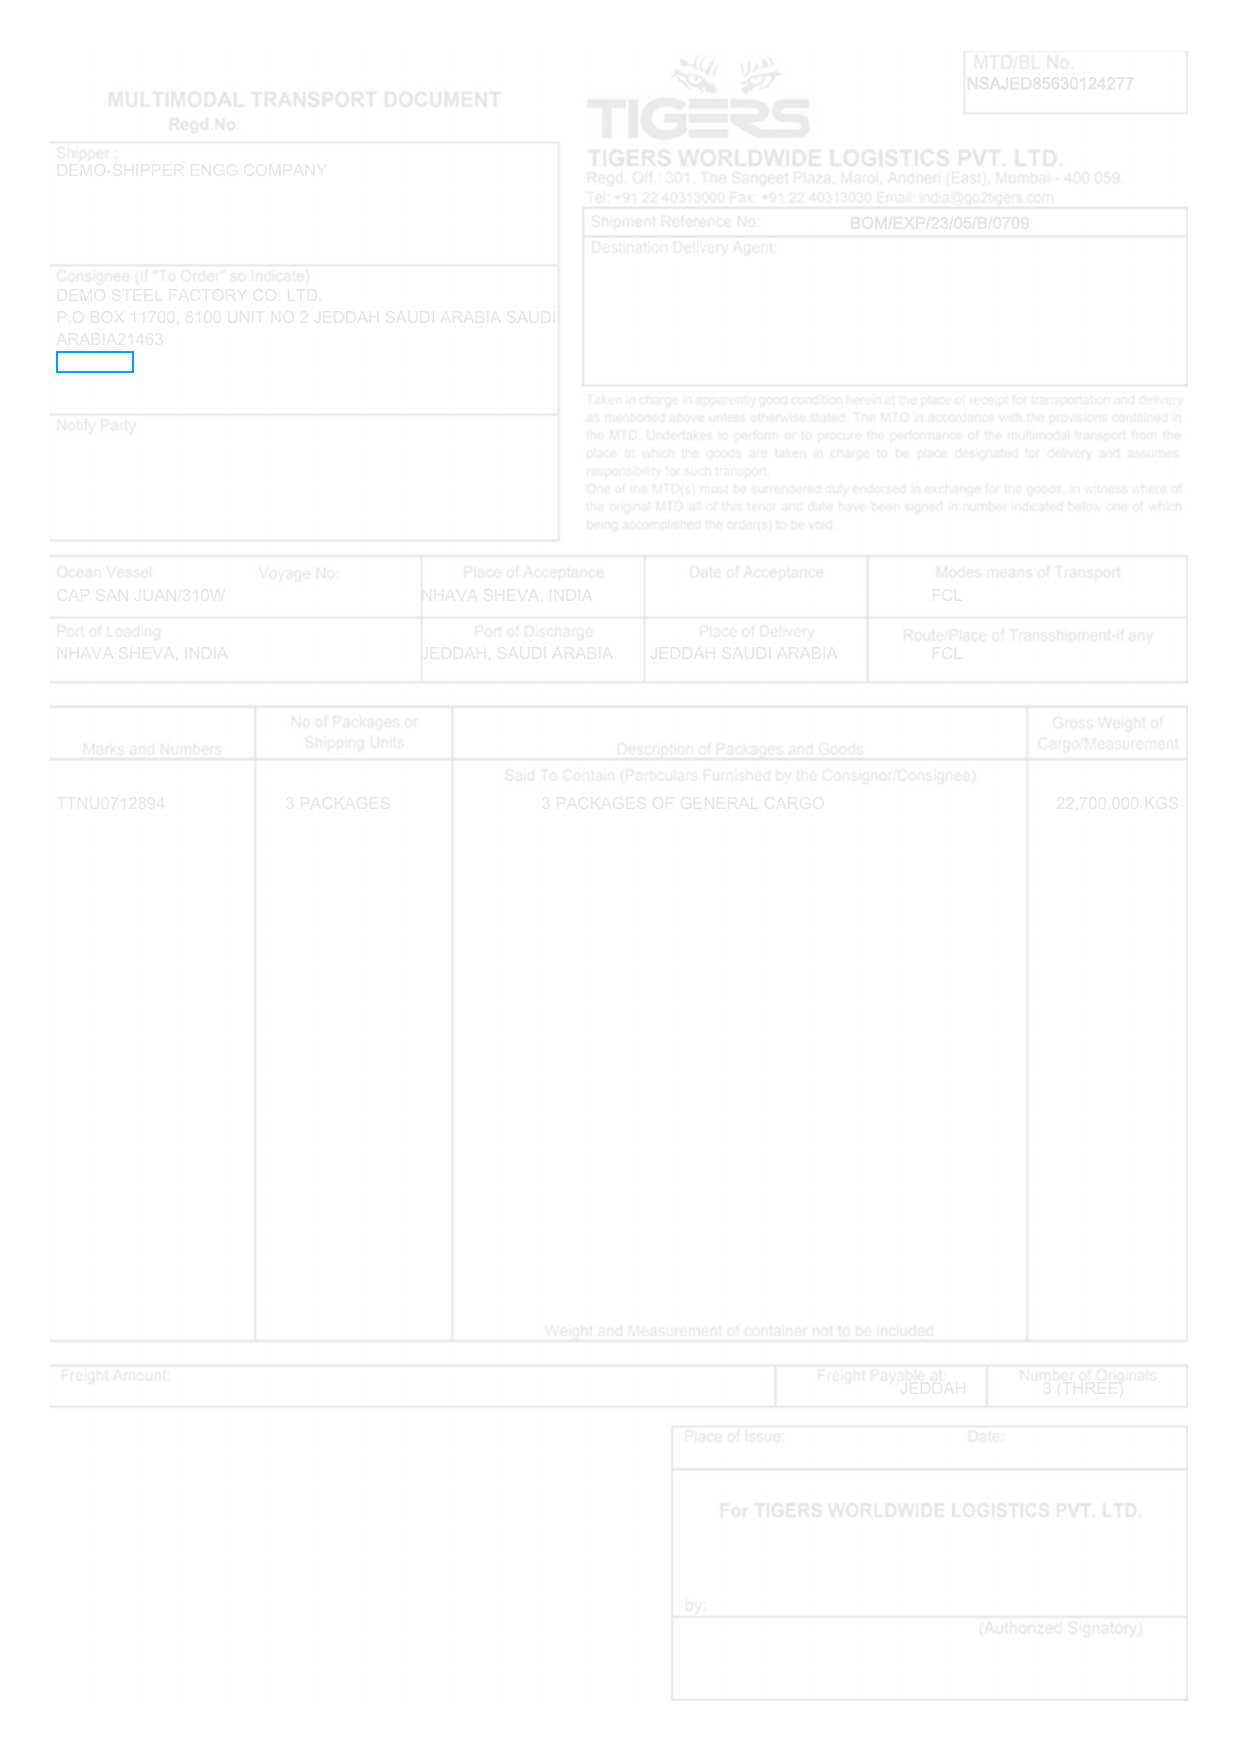 MULTIMODAL TRANSPORT DOCUMENT
Regd.No.
TIGERS
MTD/BL No.
NSAJED85630124277
TIGERS WORLDWIDE LOGISTICS PVT. LTD.
Regd. Off.: 301, The Sangeet Plaza, Marol, Andheri (East), Mumbai - 400 059.
Tel: +91 22 40313000 Fax: +91 22 40313030 Email: india@go2tigers.com
Shipper :
DEMO-SHIPPER ENGG COMPANY
Shipment Reference No: BOM/EXP/23/05/B/0709
Destination Delivery Agent:
Consignee (If "To Order" so Indicate)
DEMO STEEL FACTORY CO. LTD.
P.O BOX 11700, 8100 UNIT NO 2 JEDDAH SAUDI ARABIA SAUDI
ARABIA21463
Notify Party
Taken in charge in apparently good condition herein at the place of receipt for transportation and delivery
as mentioned above unless otherwise stated. The MTO in accordance with the provisions contained in
the MTD. Undertakes to perform or to procure the performance of the multimodal transport from the
place at which the goods are taken in charge to be place designated for delivery and assumes
responsibility for such transport.
One of the MTD(s) must be surrendered duly endorsed in exchange for the goods, in witness where of
the original MTD all of this tenor and date have been signed in number indicated below one of which
being accomplished the order(s) to be void.
Ocean Vessel Voyage No: Place of Acceptance Date of Acceptance Modes means of Transport
CAP SAN JUAN/310W NHAVA SHEVA, INDIA FCL
Port of Loading Port of Discharge Place of Delivery Route/Place of Transshipment-if any
NHAVA SHEVA, INDIA JEDDAH, SAUDI ARABIA JEDDAH SAUDI ARABIA FCL
Marks and Numbers
No of Packages or
Shipping Units
Description of Packages and Goods
Gross Weight of
Cargo/Measurement
Said To Contain (Particulars Furnished by the Consignor/Consignee)
TTNU0712894 3 PACKAGES 3 PACKAGES OF GENERAL CARGO 22,700.000 KGS
Weight and Measurement of container not to be included
Freight Amount: Freight Payable at: Number of Originals
JEDDAH 3 (THREE)
Place of Issue: Date:
For TIGERS WORLDWIDE LOGISTICS PVT. LTD.
by:
(Authorized Signatory)